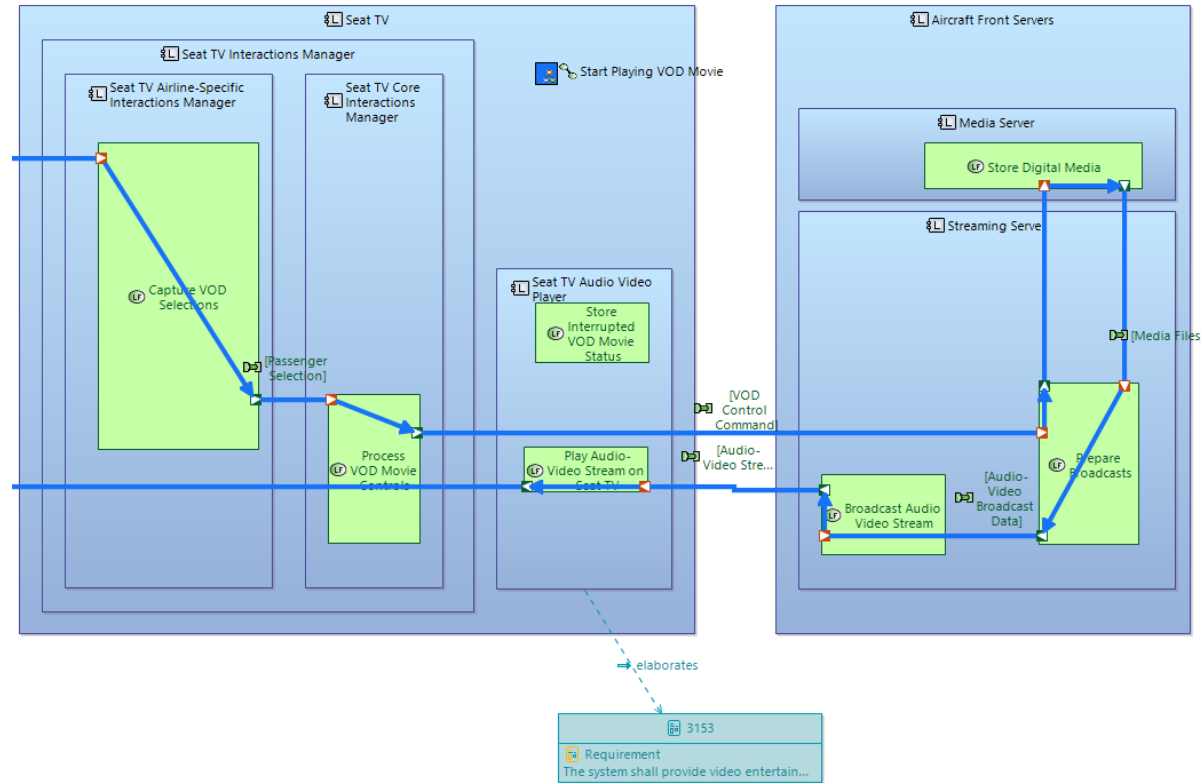 Seat TV
Seat TV Interactions Manager
Seat TV Airline-Specific
Interactions Manager
Seat TV Core
Interactions
Manager
Start Playing VOD Movie
Capture VOD
Selections
[Passenger
Selection]
Process
VOD Movie
Controls
Seat TV Audio Video
Player
Store
Interrupted
VOD Movie
Status
Play Audio-
Video Stream on
Seat TV
[VOD
Control
Command]
[Audio-
Video Stre...
Aircraft Front Servers
Media Server
Store Digital Media
Streaming Server
[Media Files
Prepare
Broadcasts
[Audio-
Video
Broadcast
Data]
Broadcast Audio
Video Stream
elaborates
3153
Requirement
The system shall provide video entertain...